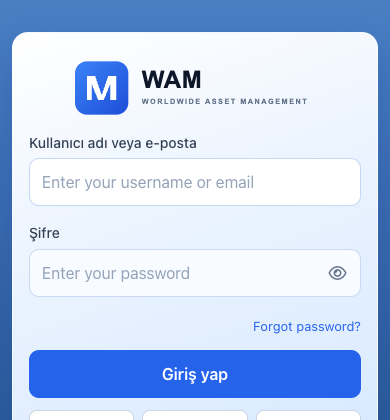 M
WAM
WORLDWIDE ASSET MANAGEMENT
Kullanıcı adı veya e-posta
Enter your username or email
Şifre
Enter your password
Forgot password?
Giriş yap